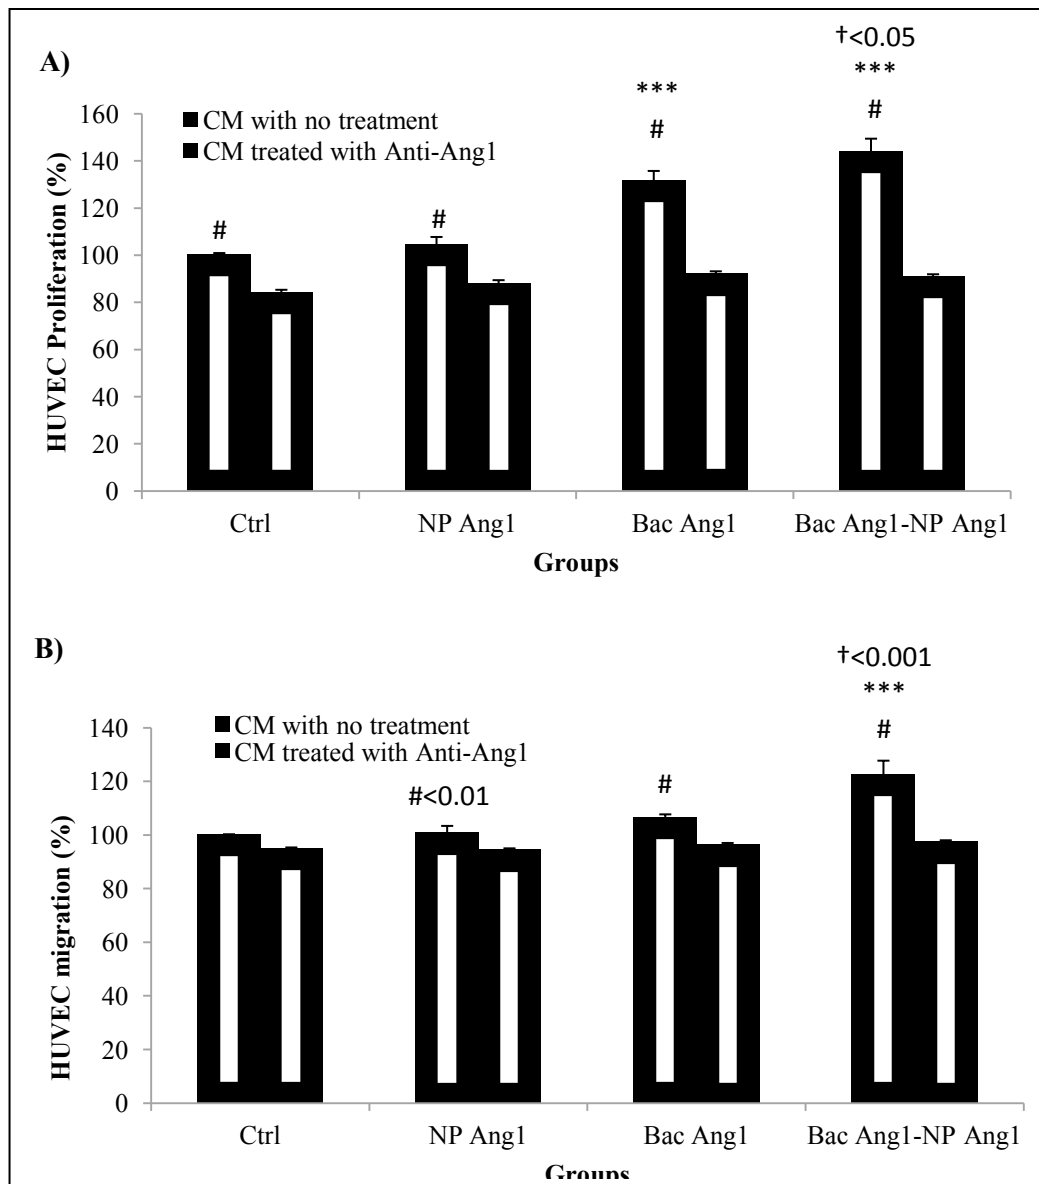 †<0.05
A)
***
***
#
#
160
CM with no treatment
140
CM treated with Anti-Ang1
120
#
#
100
80
60
40
20
0
HUVEC Proliferation (%)
Ctrl
NP Ang1
Bac Ang1
Bac Ang1-NP Ang1
Groups
B)
†<0.001
***
#
140
CM with no treatment
CM treated with Anti-Ang1
120
#<0.01
#
100
80
60
40
20
0
HUVEC migration (%)
Ctrl
NP Ang1
Bac Ang1
Bac Ang1-NP Ang1
Groups